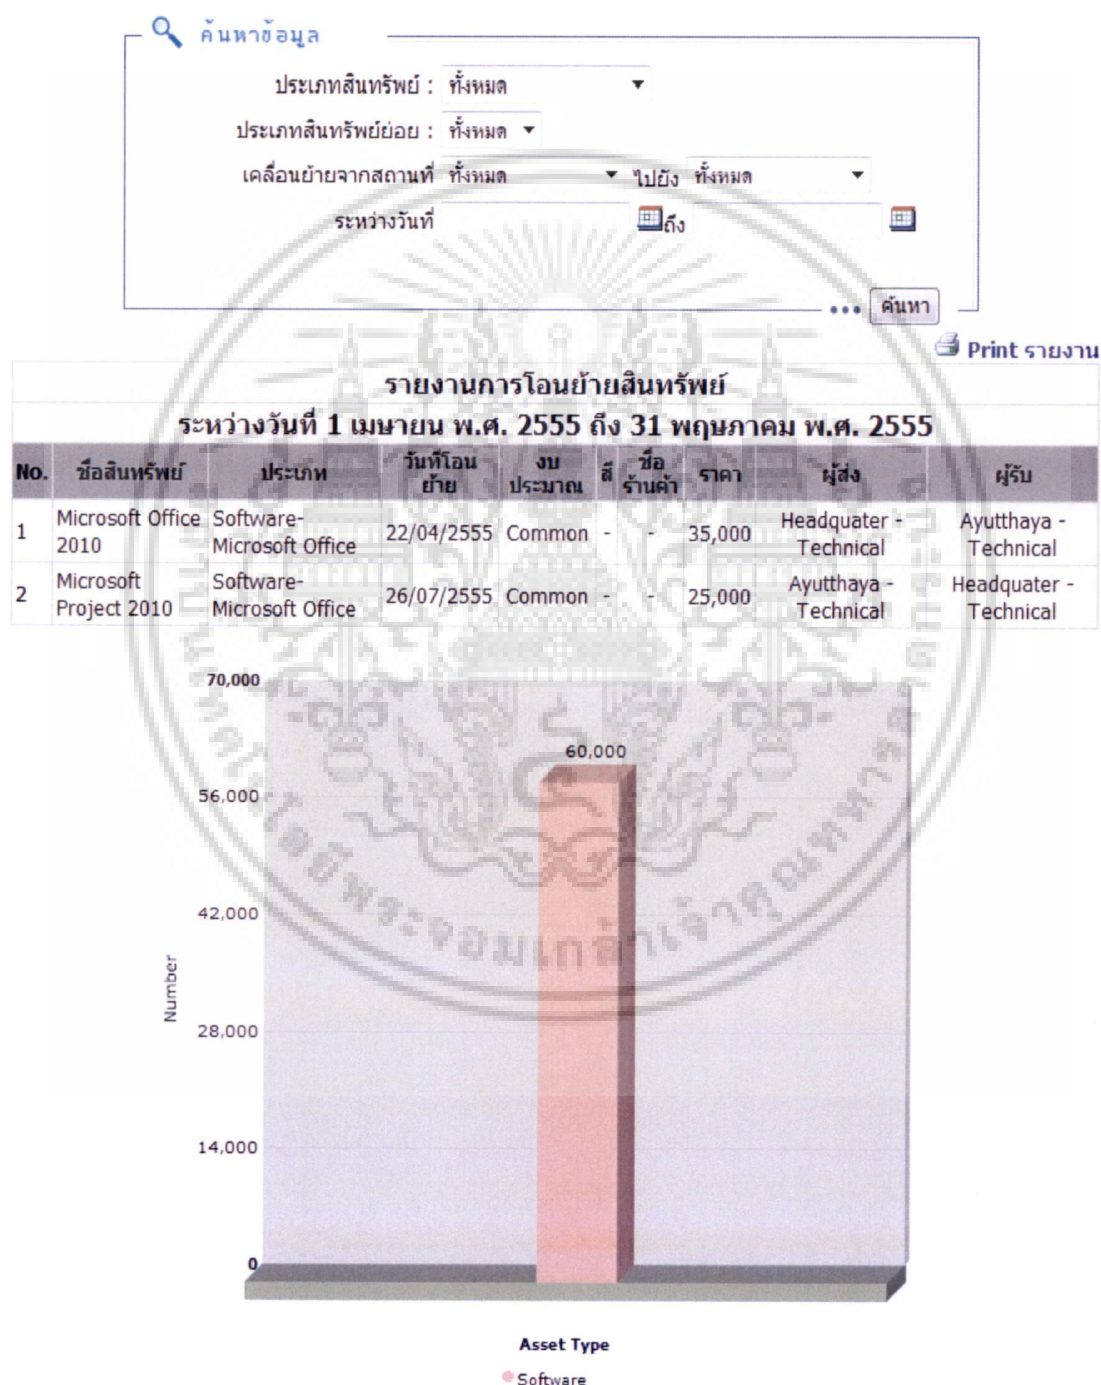 ค้นหาข้อมูล
ประเภทสินทรัพย์ : ทั้งหมด
ประเภทสินทรัพย์ย่อย : ทั้งหมด
เคลื่อนย้ายจากสถานที่ ทั้งหมด ไปยัง ทั้งหมด
ระหว่างวันที่ ถึง
ค้นหา
Print รายงาน
รายงานการโอนย้ายสินทรัพย์
ระหว่างวันที่ 1 เมษายน พ.ศ. 2555 ถึง 31 พฤษภาคม พ.ศ. 2555
No. ชื่อสินทรัพย์ ประเภท วันที่โอนย้าย งบประมาณ สี ชื่อร้านค้า ราคา ผู้ส่ง ผู้รับ
1 Microsoft Office 2010 Software-Microsoft Office 22/04/2555 Common - - 35,000 Headquater - Technical Ayutthaya - Technical
2 Microsoft Project 2010 Software-Microsoft Office 26/07/2555 Common - - 25,000 Ayutthaya - Technical Headquater - Technical
70,000
60,000
56,000
42,000
Number
28,000
14,000
0
Asset Type
Software